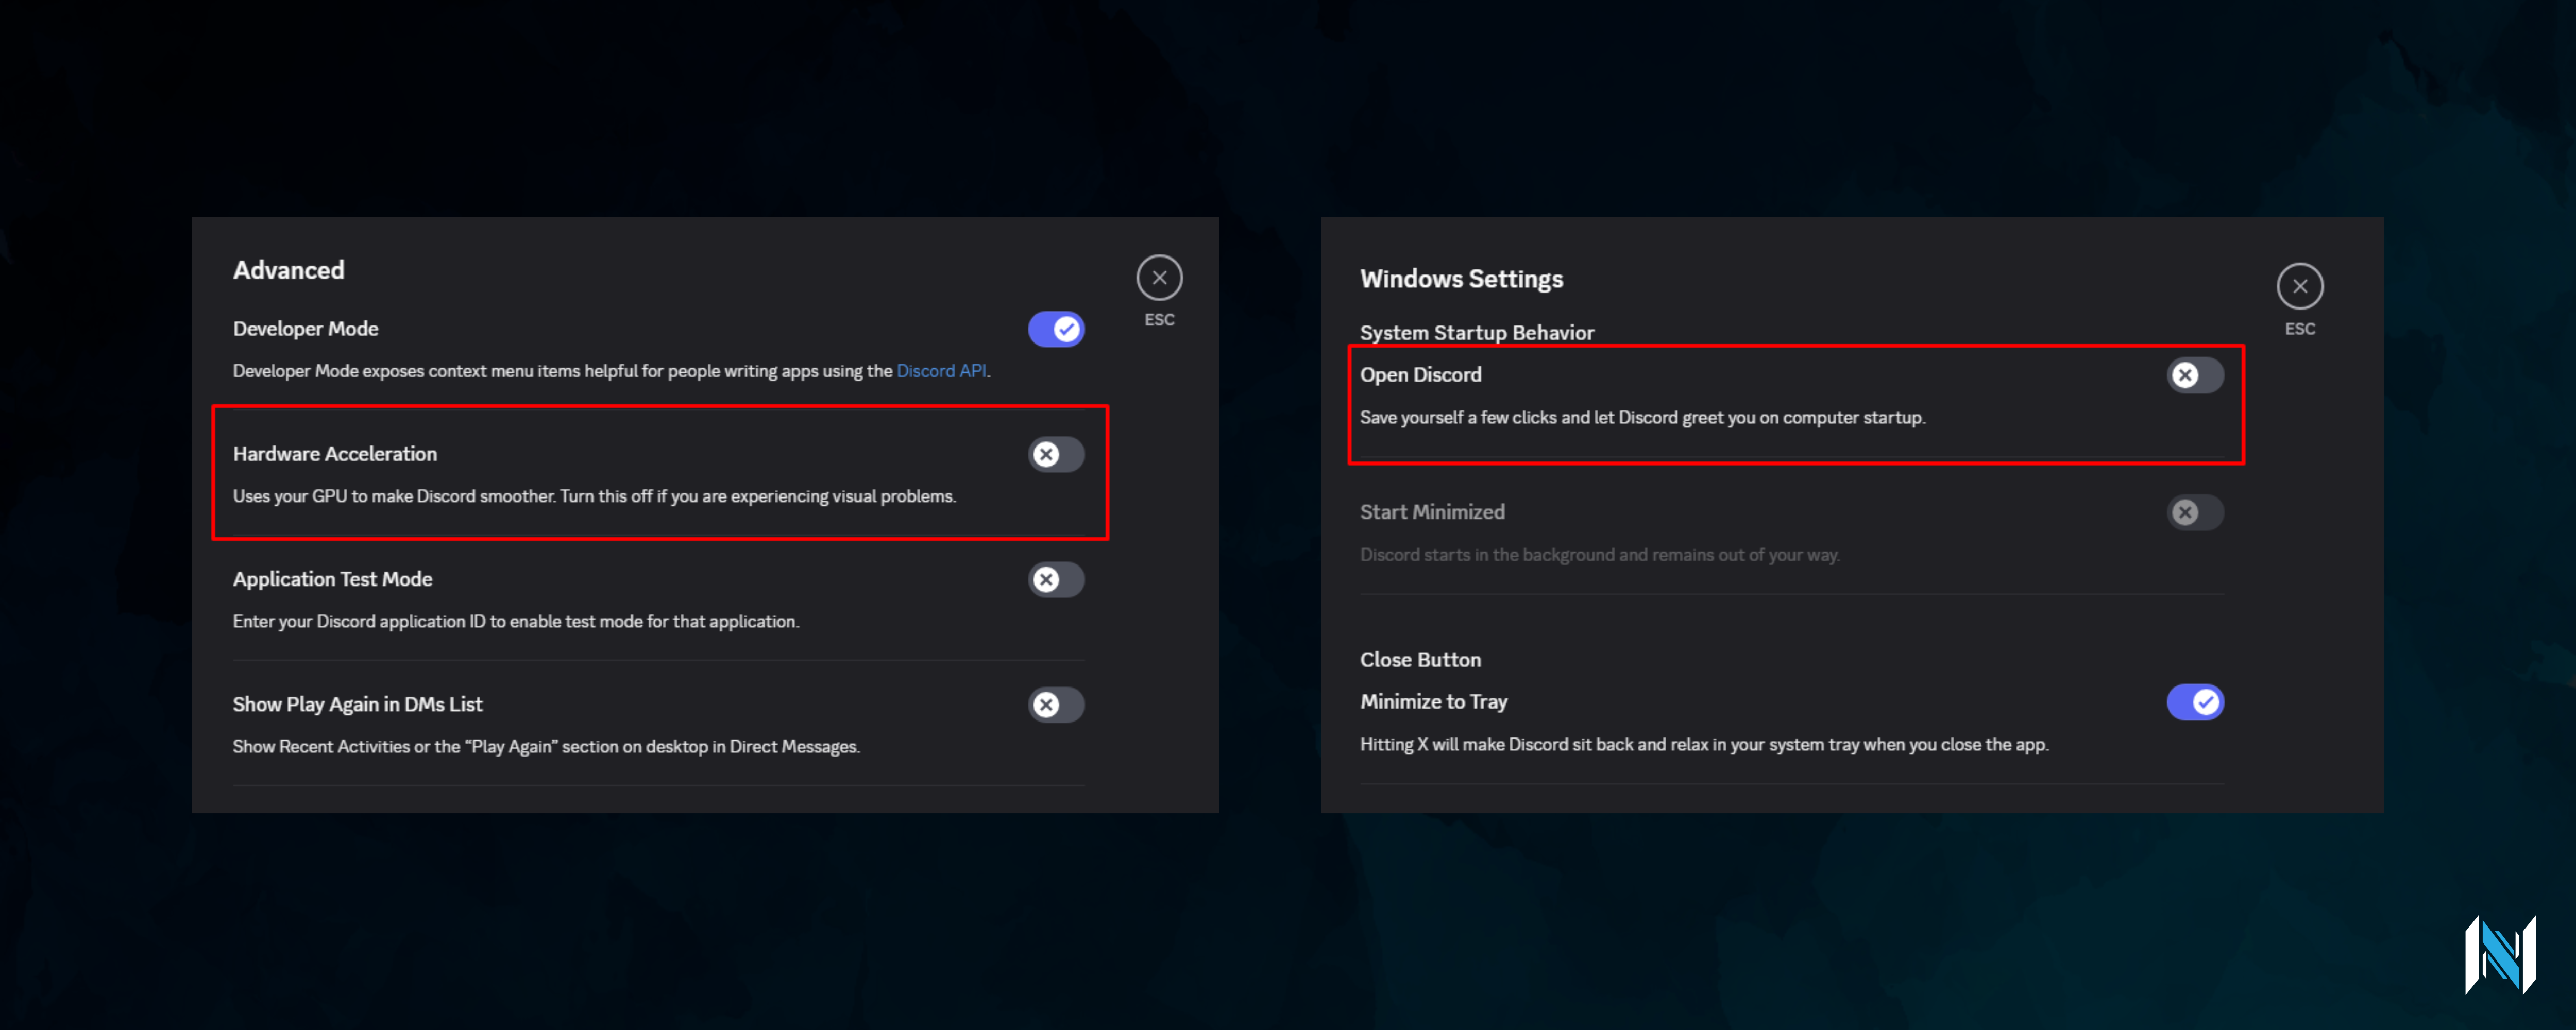 Advanced
ESC
Developer Mode
Developer Mode exposes context menu items helpful for people writing apps using the Discord API.
Hardware Acceleration
Uses your GPU to make Discord smoother. Turn this off if you are experiencing visual problems.
Application Test Mode
Enter your Discord application ID to enable test mode for that application.
Show Play Again in DMs List
Show Recent Activities or the “Play Again” section on desktop in Direct Messages.
Windows Settings
ESC
System Startup Behavior
Open Discord
Save yourself a few clicks and let Discord greet you on computer startup.
Start Minimized
Discord starts in the background and remains out of your way.
Close Button
Minimize to Tray
Hitting X will make Discord sit back and relax in your system tray when you close the app.